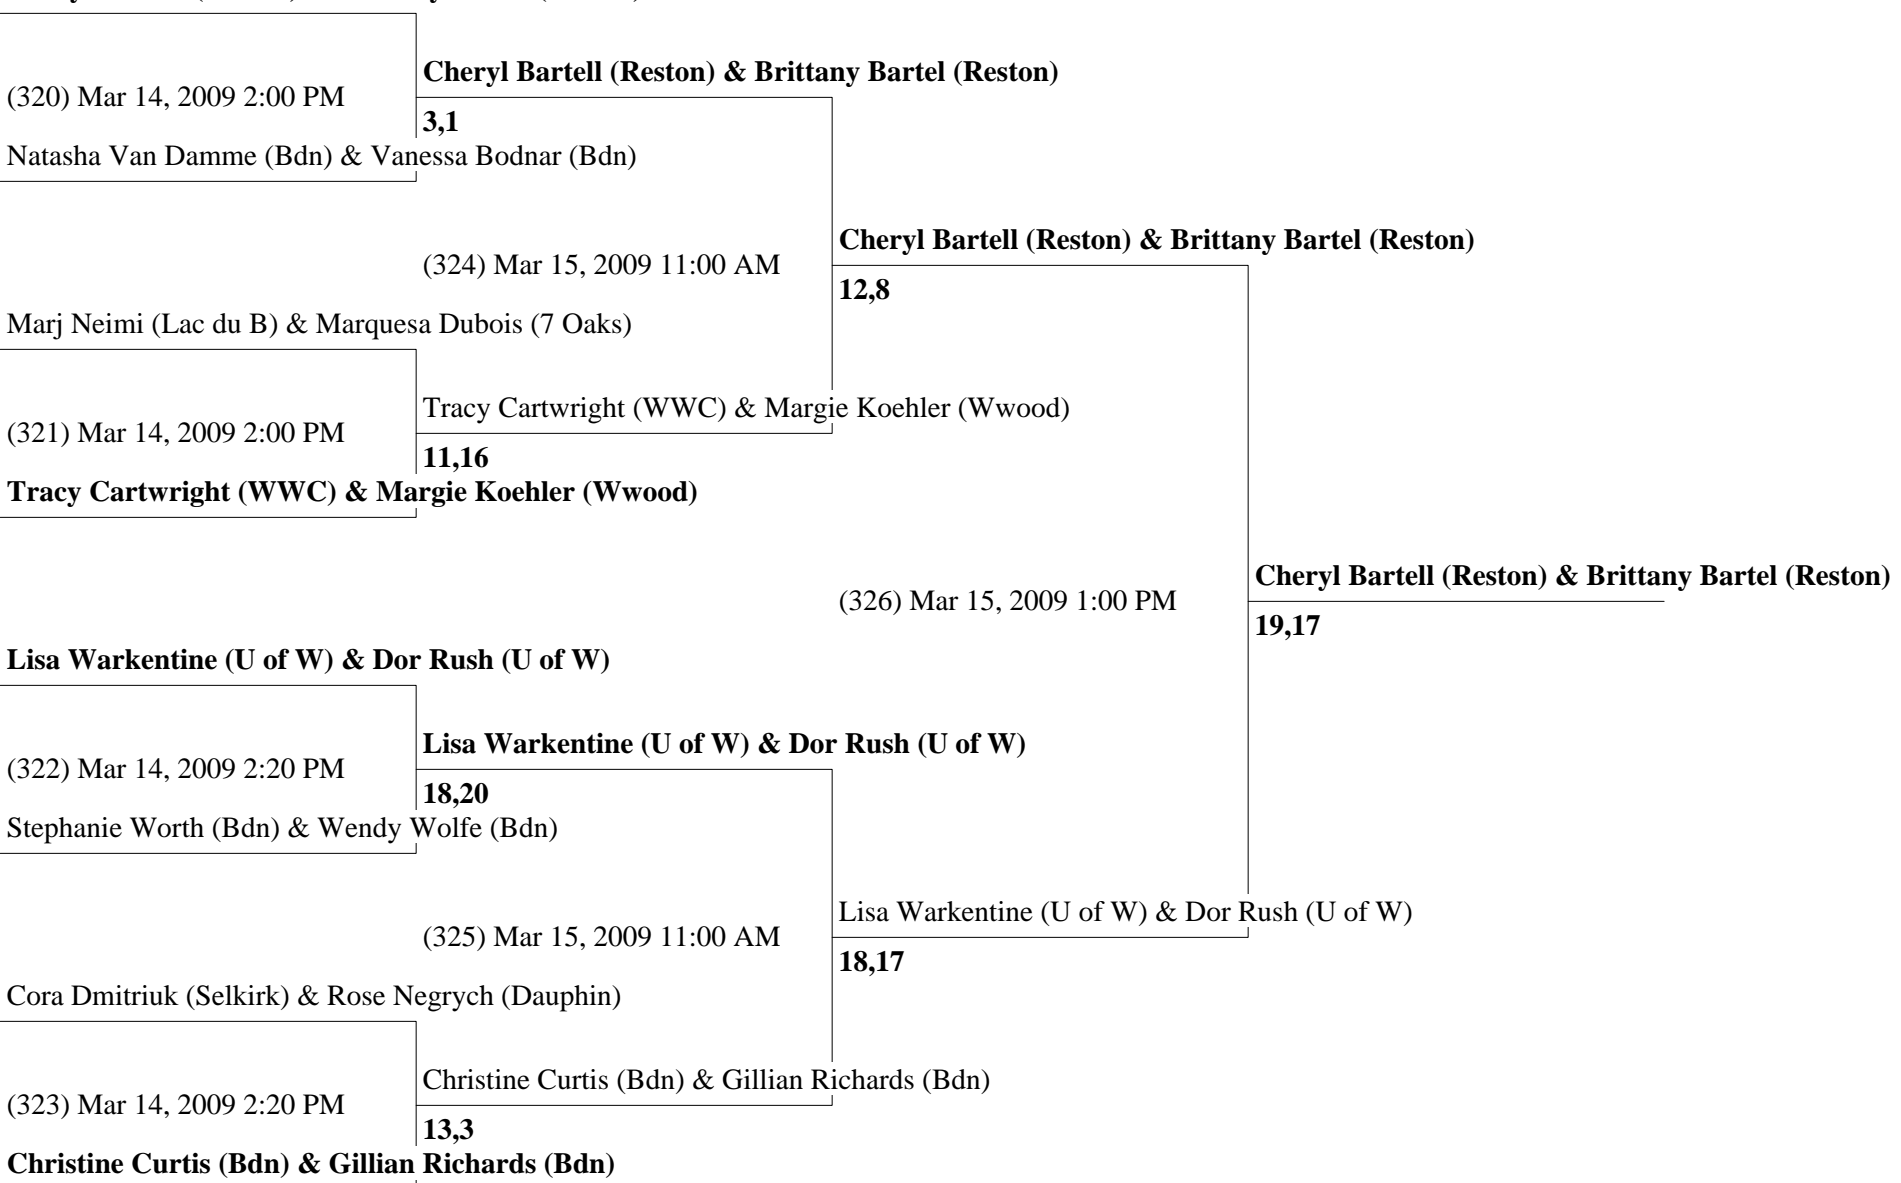 Cheryl Bartell (Reston) & Brittany Bartel (Reston)
(320) Mar 14, 2009 2:00 PM
3,1
Natasha Van Damme (Bdn) & Vanessa Bodnar (Bdn)
Cheryl Bartell (Reston) & Brittany Bartel (Reston)
(324) Mar 15, 2009 11:00 AM
12,8
Marj Neimi (Lac du B) & Marquesa Dubois (7 Oaks)
Tracy Cartwright (WWC) & Margie Koehler (Wwood)
(321) Mar 14, 2009 2:00 PM
11,16
Tracy Cartwright (WWC) & Margie Koehler (Wwood)
Cheryl Bartell (Reston) & Brittany Bartel (Reston)
(326) Mar 15, 2009 1:00 PM
19,17
Lisa Warkentine (U of W) & Dor Rush (U of W)
Lisa Warkentine (U of W) & Dor Rush (U of W)
(322) Mar 14, 2009 2:20 PM
18,20
Stephanie Worth (Bdn) & Wendy Wolfe (Bdn)
Lisa Warkentine (U of W) & Dor Rush (U of W)
(325) Mar 15, 2009 11:00 AM
18,17
Cora Dmitriuk (Selkirk) & Rose Negrych (Dauphin)
Christine Curtis (Bdn) & Gillian Richards (Bdn)
(323) Mar 14, 2009 2:20 PM
13,3
Christine Curtis (Bdn) & Gillian Richards (Bdn)